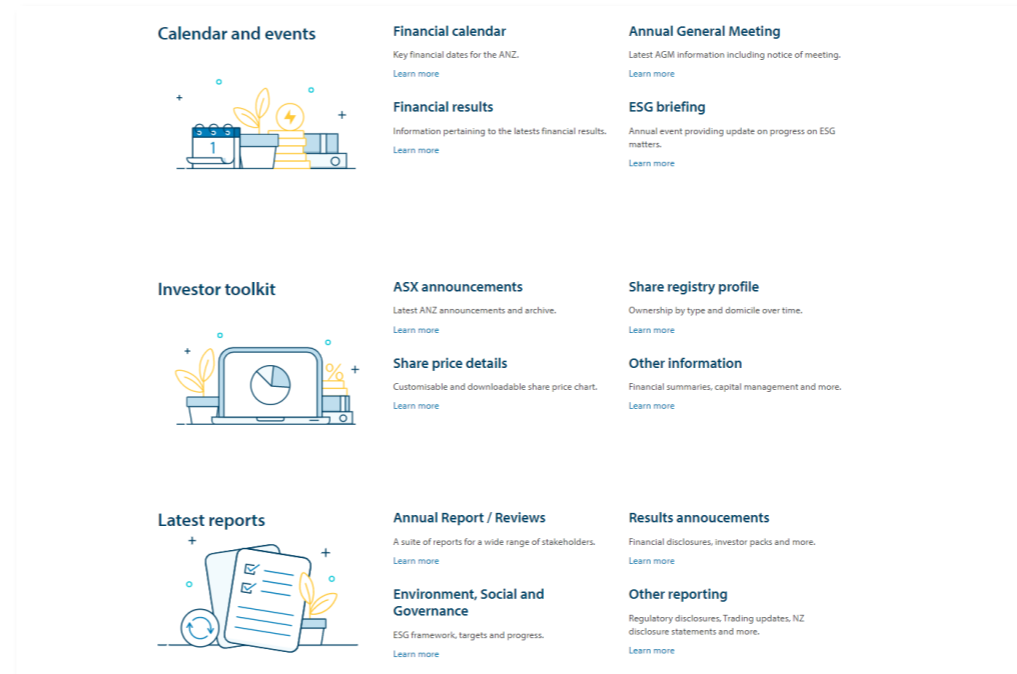 Calendar and events
Financial calendar
Key financial dates for the ANZ.
Learn more
Annual General Meeting
Latest AGM information including notice of meeting.
Learn more
Financial results
Information pertaining to the latests financial results.
Learn more
ESG briefing
Annual event providing update on progress on ESG
matters.
Learn more
1
Investor toolkit
ASX announcements
Latest ANZ announcements and archive.
Learn more
Share registry profile
Ownership by type and domicile over time.
Learn more
Share price details
Customisable and downloadable share price chart.
Learn more
Other information
Financial summaries, capital management and more.
Learn more
%
Latest reports
Annual Report / Reviews
A suite of reports for a wide range of stakeholders.
Learn more
Results annoucements
Financial disclosures, investor packs and more.
Learn more
Environment, Social and
Governance
ESG framework, targets and progress.
Learn more
Other reporting
Regulatory disclosures, Trading updates, NZ
disclosure statements and more.
Learn more